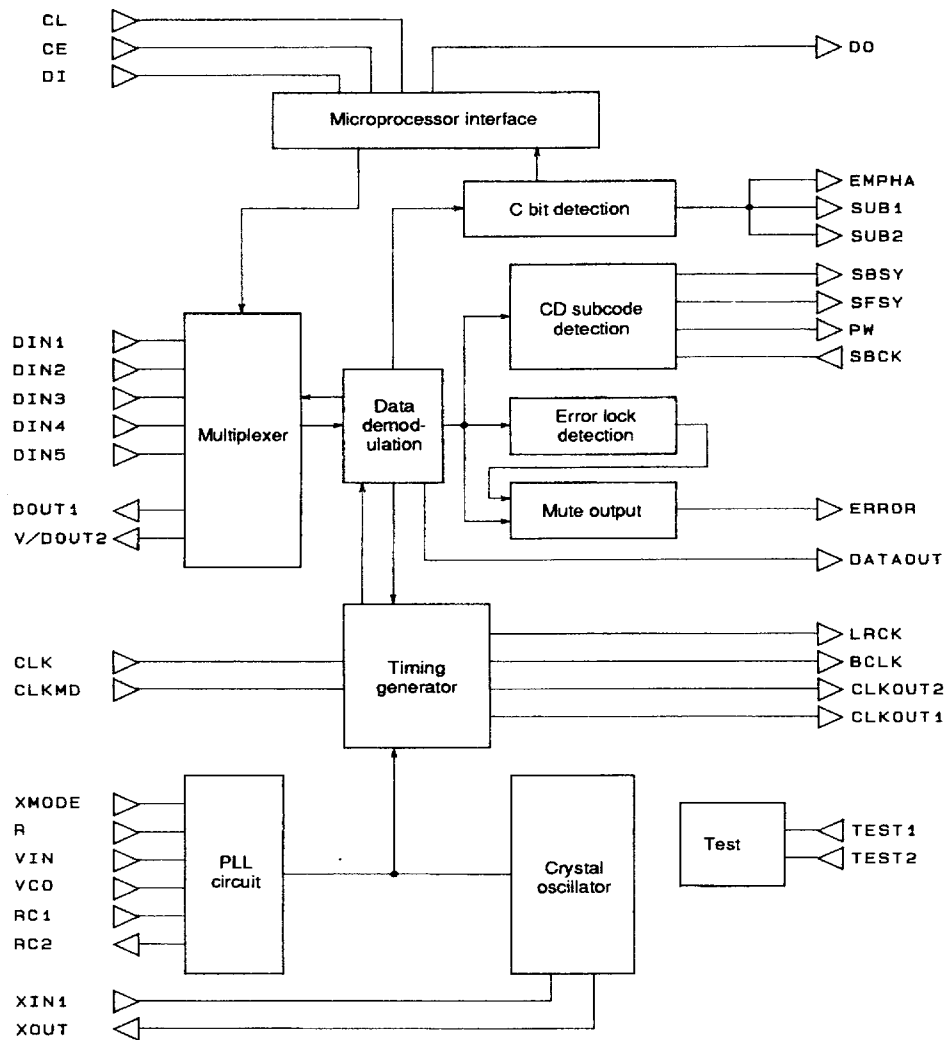 CL
CE
DI
DO
Microprocessor interface
C bit detection
EMPHA
SUB1
SUB2
CD subcode
detection
SBSY
SFSY
PW
SBCK
DIN1
DIN2
DIN3
DIN4
DIN5
DOUT1
V/DOUT2
Multiplexer
Data
demod-
ulation
Error lock
detection
Mute output
ERROR
DATAOUT
CLK
CLKMD
Timing
generator
LRCK
BCLK
CLKOUT2
CLKOUT1
XMODE
R
VIN
VCO
RC1
RC2
PLL
circuit
Crystal
oscillator
Test
TEST1
TEST2
XIN1
XOUT